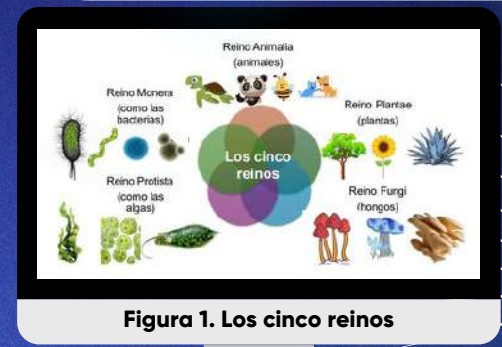 Reino Animalia
(animales)
Reino Monera
(como las
bacterias)
Reino Plantae
(plantas)
Los cinco
reinos
Reino Protista
(como las
algas)
Reino Fungi
(hongos)
Figura 1. Los cinco reinos